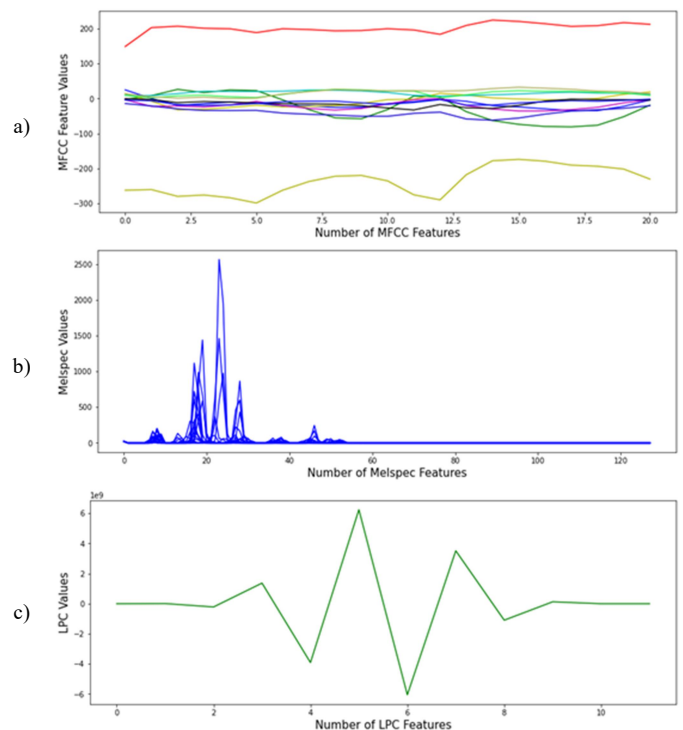 a)
MFCC Feature Values
200
100
0
−100
−200
−300
0.0 2.5 5.0 7.5 10.0 12.5 15.0 17.5 20.0
Number of MFCC Features
b)
Melspec Values
2500
2000
1500
1000
500
0
0 20 40 60 80 100 120
Number of Melspec Features
c)
LPC Values
1e9
6
4
2
0
−2
−4
−6
0 2 4 6 8 10
Number of LPC Features